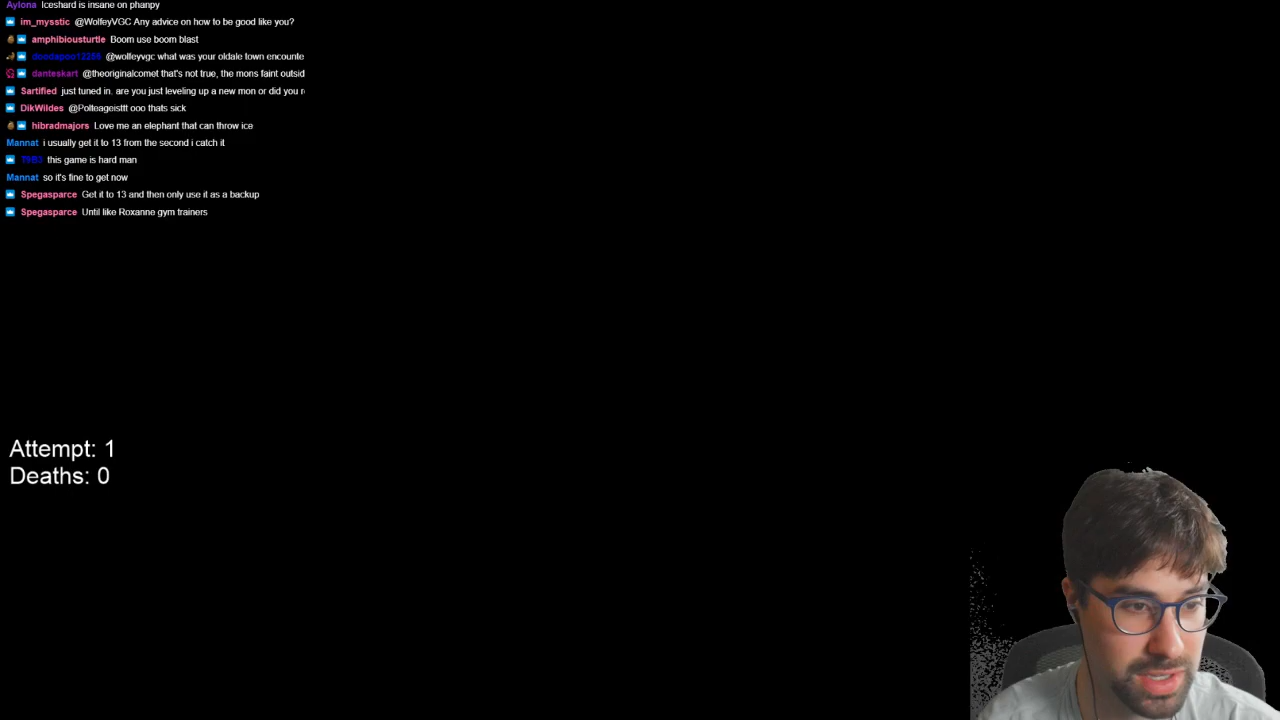 Aylona Iceshard is insane on phanpy
im_mysstic @WolfeyVGC Any advice on how to be good like you?
amphibiousturtle Boom use boom blast
@wolfeyvgc what was your oldale town encounte
danteskart @theoriginalcomet that's not true, the mons faint outsid
Sartified just tuned in. are you just leveling up a new mon or did you r
DikWildes @Polteageisttt ooo thats sick
hibradmajors Love me an elephant that can throw ice
Mannat i usually get it to 13 from the second i catch it
this game is hard man
Mannat so it's fine to get now
Spegasparce Get it to 13 and then only use it as a backup
Spegasparce Until like Roxanne gym trainers
Attempt: 1
Deaths: 0